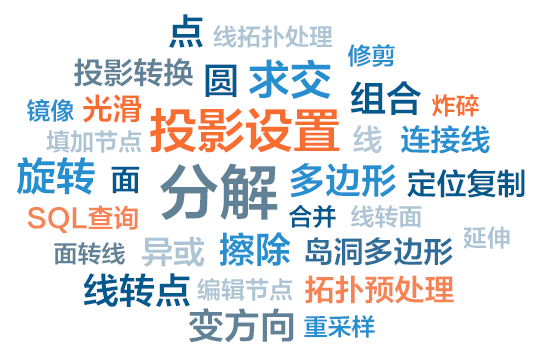 点
线拓扑处理
修剪
投影转换
圆
求交
组合
镜像
光滑
投影设置
炸碎
填加节点
线
连接线
旋转
面
分解
多边形
定位复制
SQL查询
合并
线转面
延伸
面转线
异或
擦除
岛洞多边形
线转点
编辑节点
拓扑预处理
变方向
重采样